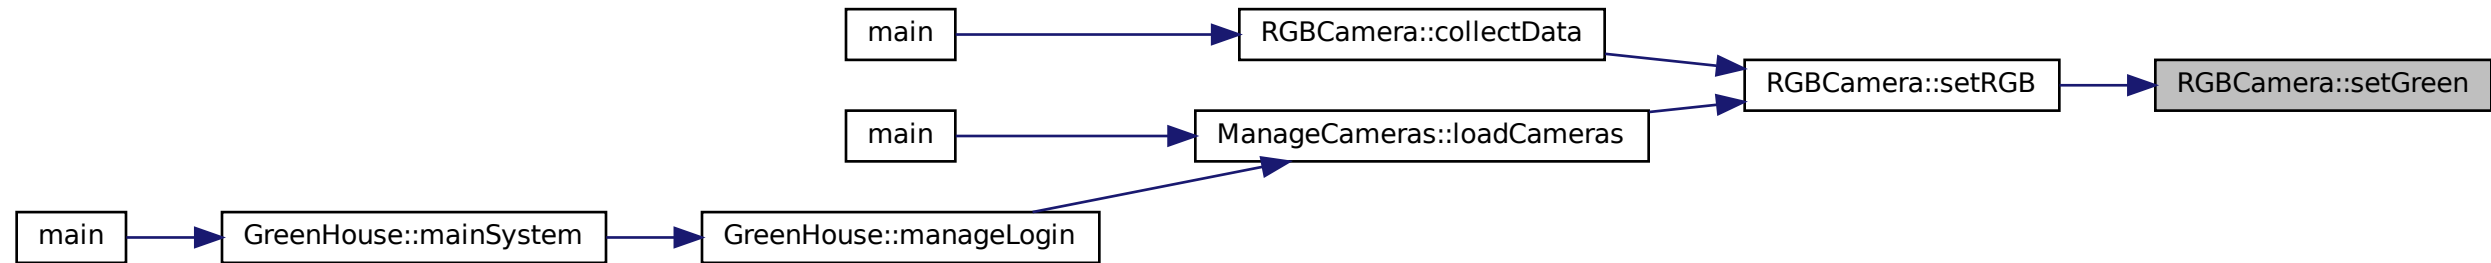 main
RGBCamera::collectData
RGBCamera::setRGB
RGBCamera::setGreen
main
ManageCameras::loadCameras
main
GreenHouse::mainSystem
GreenHouse::manageLogin